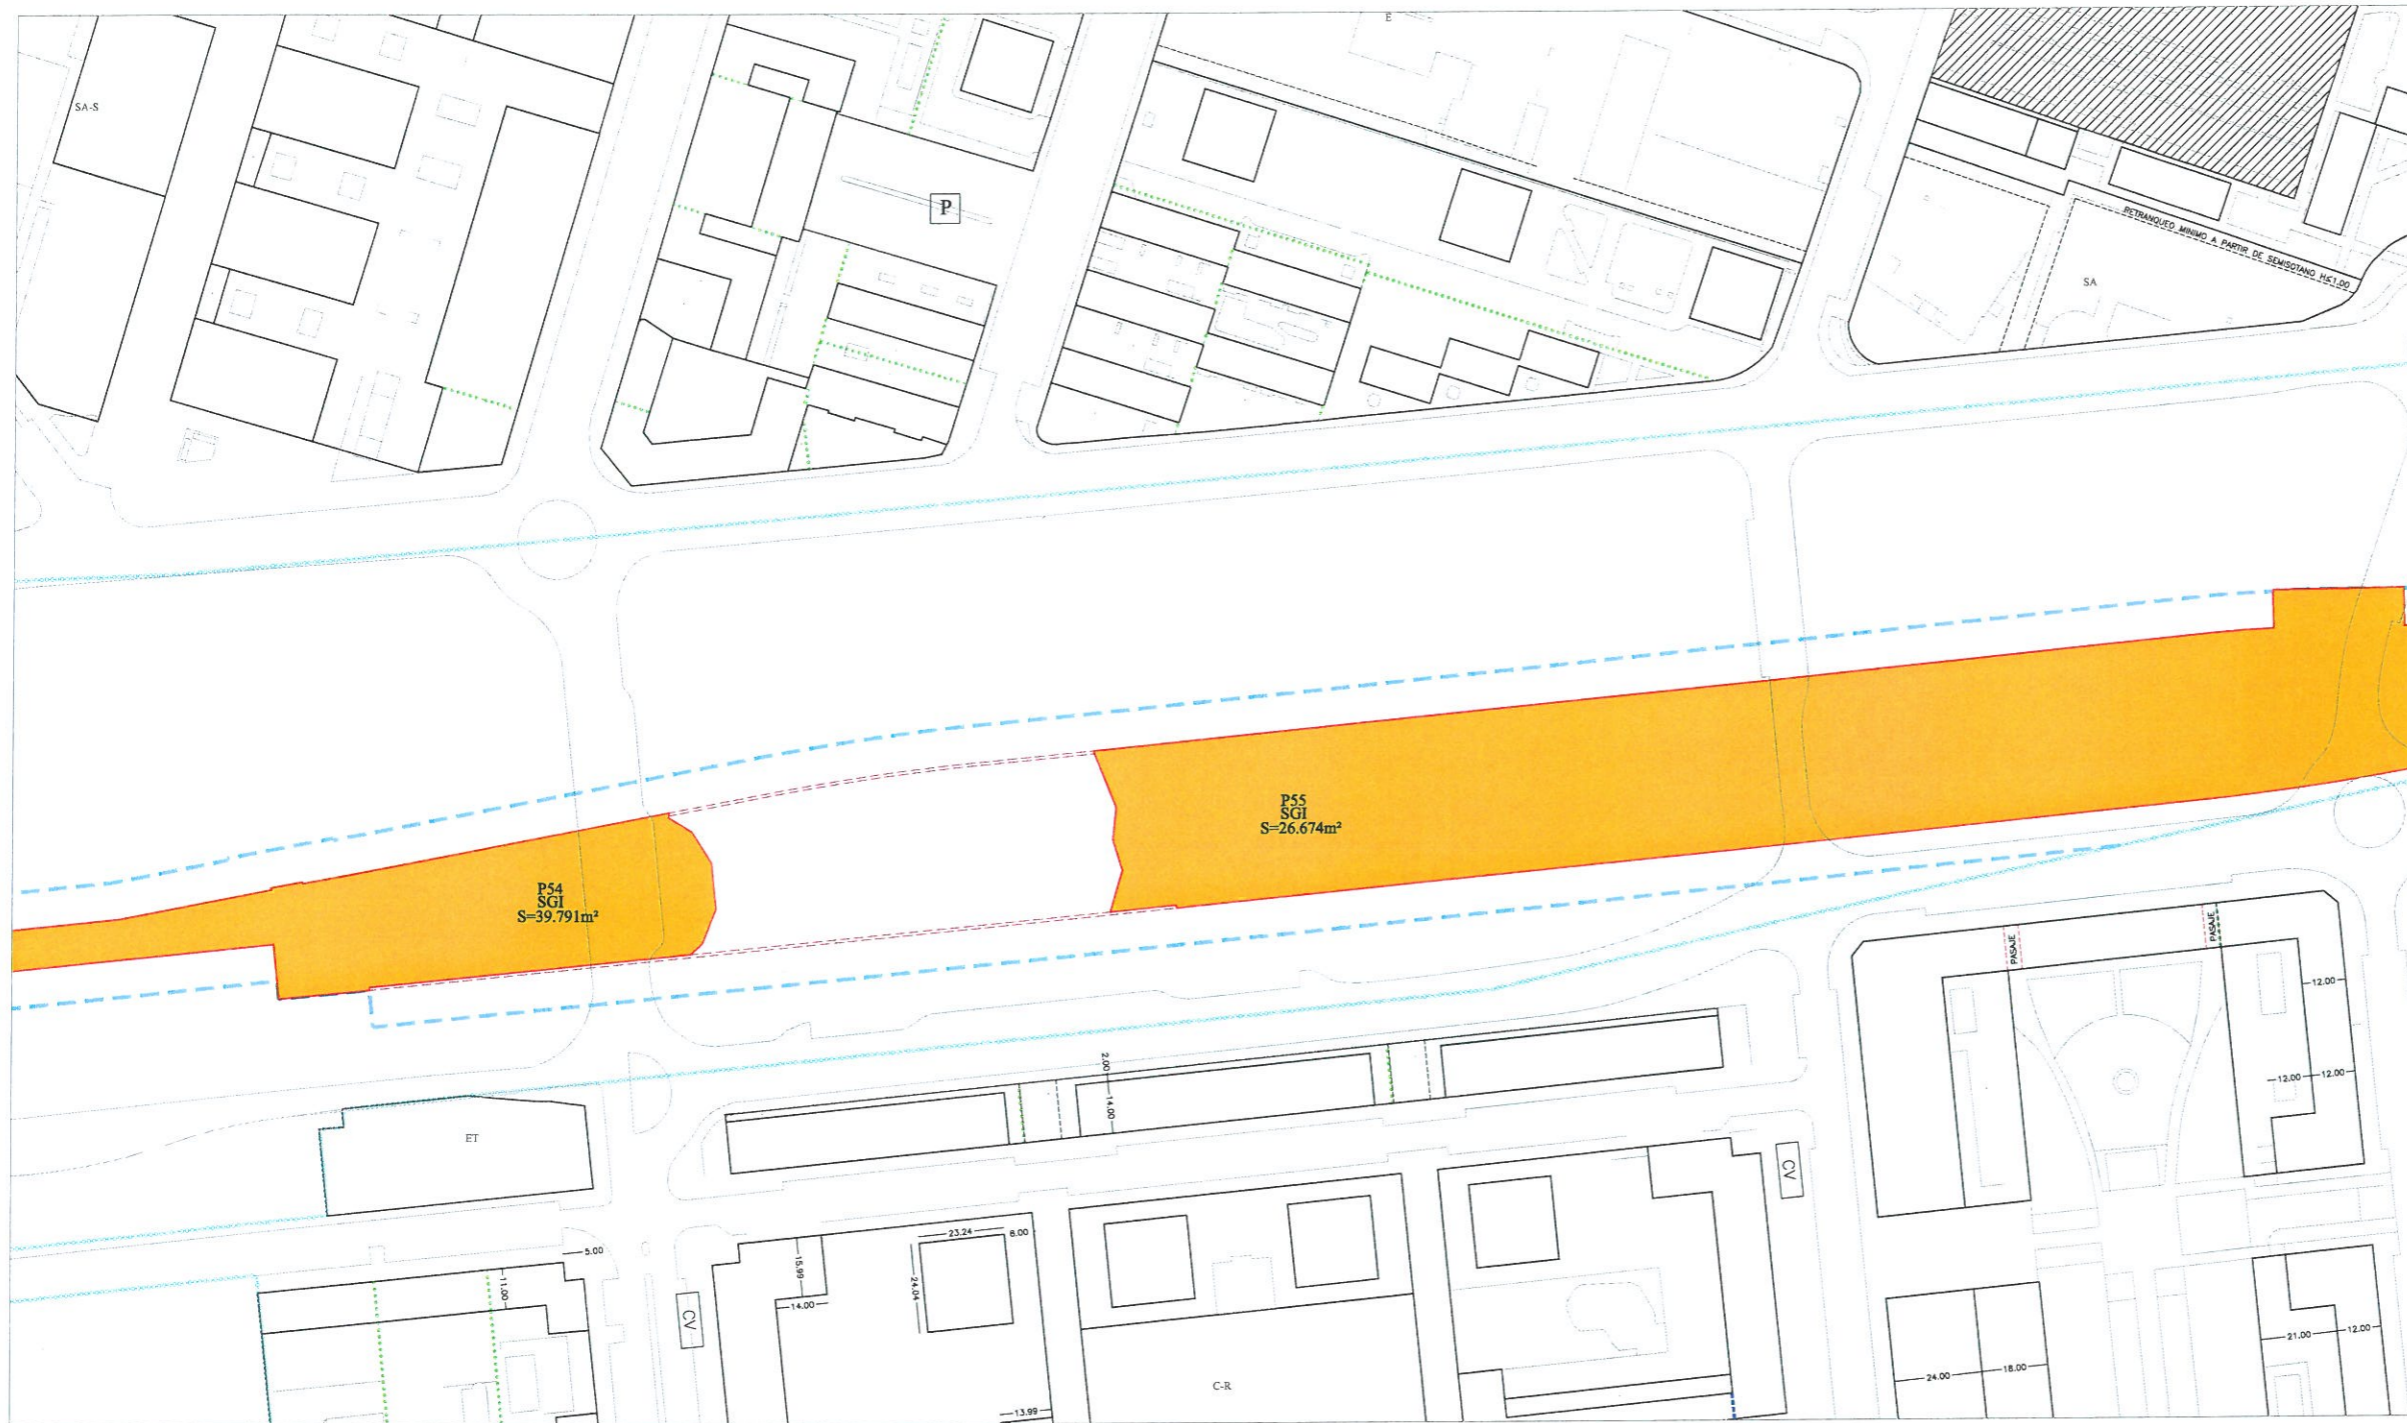 E
SA-S
P
RETRANQUEO MINIMO A PARTIR DE SEMISOTANO H≤1.00
SA
P55
SGI
S=26.674m²
P54
SGI
S=39.791m²
PASAJE
PASAJE
12.00
12.00
12.00
2.00
14.00
ET
CV
CV
23.24
8.00
5.00
15.99
24.04
11.00
14.00
21.00
12.00
18.00
24.00
C-R
13.99